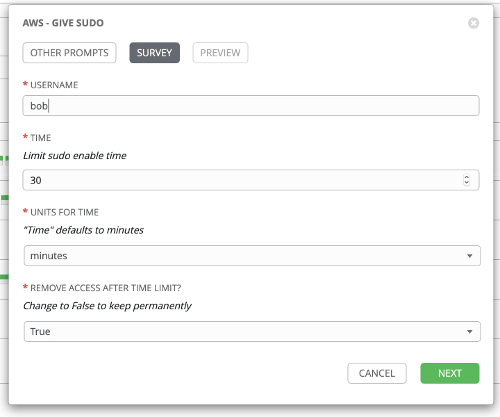 AWS - GIVE SUDO
OTHER PROMPTS
SURVEY
PREVIEW
* USERNAME
bob
* TIME
Limit sudo enable time
30
* UNITS FOR TIME
"Time" defaults to minutes
minutes
* REMOVE ACCESS AFTER TIME LIMIT?
Change to False to keep permanently
True
CANCEL
NEXT